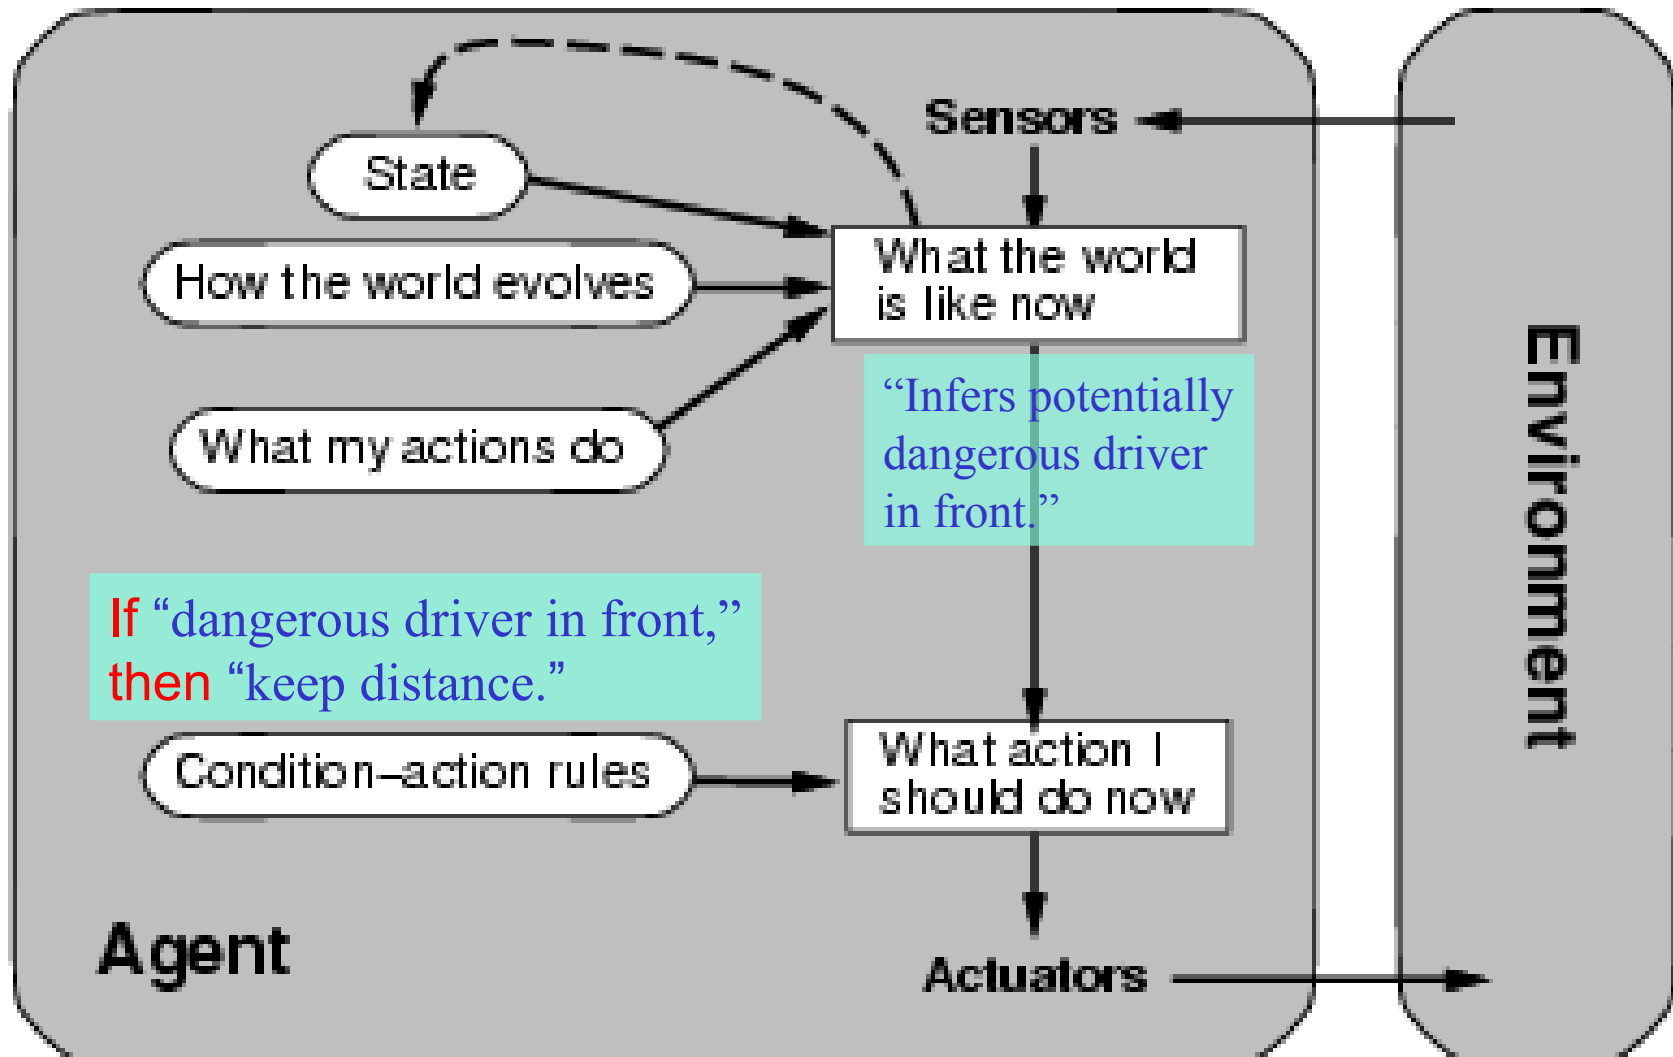 Sensors
State
What the world
is like now
How the world evolves
What my actions do
“Infers potentially
dangerous driver
in front.”
If “dangerous driver in front,”
then “keep distance.”
Condition–action rules
What action I
should do now
Agent
Actuators
Environment